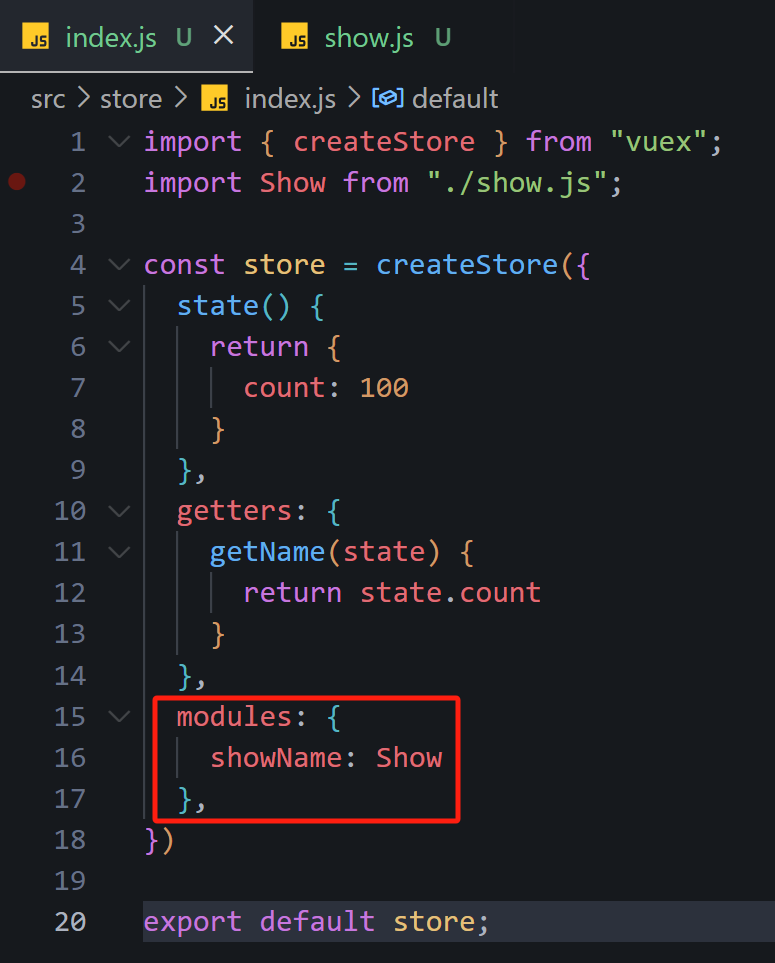 JS index.js U ×
JS show.js U
src > store > JS index.js > default
1 import { createStore } from "vuex";
2 import Show from "./show.js";
3
4 const store = createStore({
5 state() {
6 return {
7 count: 100
8 }
9 },
10 getters: {
11 getName(state) {
12 return state.count
13 }
14 },
15 modules: {
16 showName: Show
17 },
18 })
19
20 export default store;